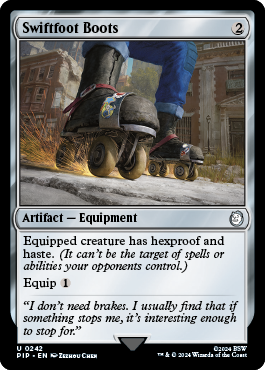 Swiftfoot Boots 2
Artifact — Equipment
Equipped creature has hexproof and
haste. (It can't be the target of spells or
abilities your opponents control.)
Equip 1
"I don't need brakes. I usually find that if
something stops me, it's interesting enough
to stop for."
U 0242
PIP • EN Zezhou Chen
©2024 BSW
™ & © 2024 Wizards of the Coast